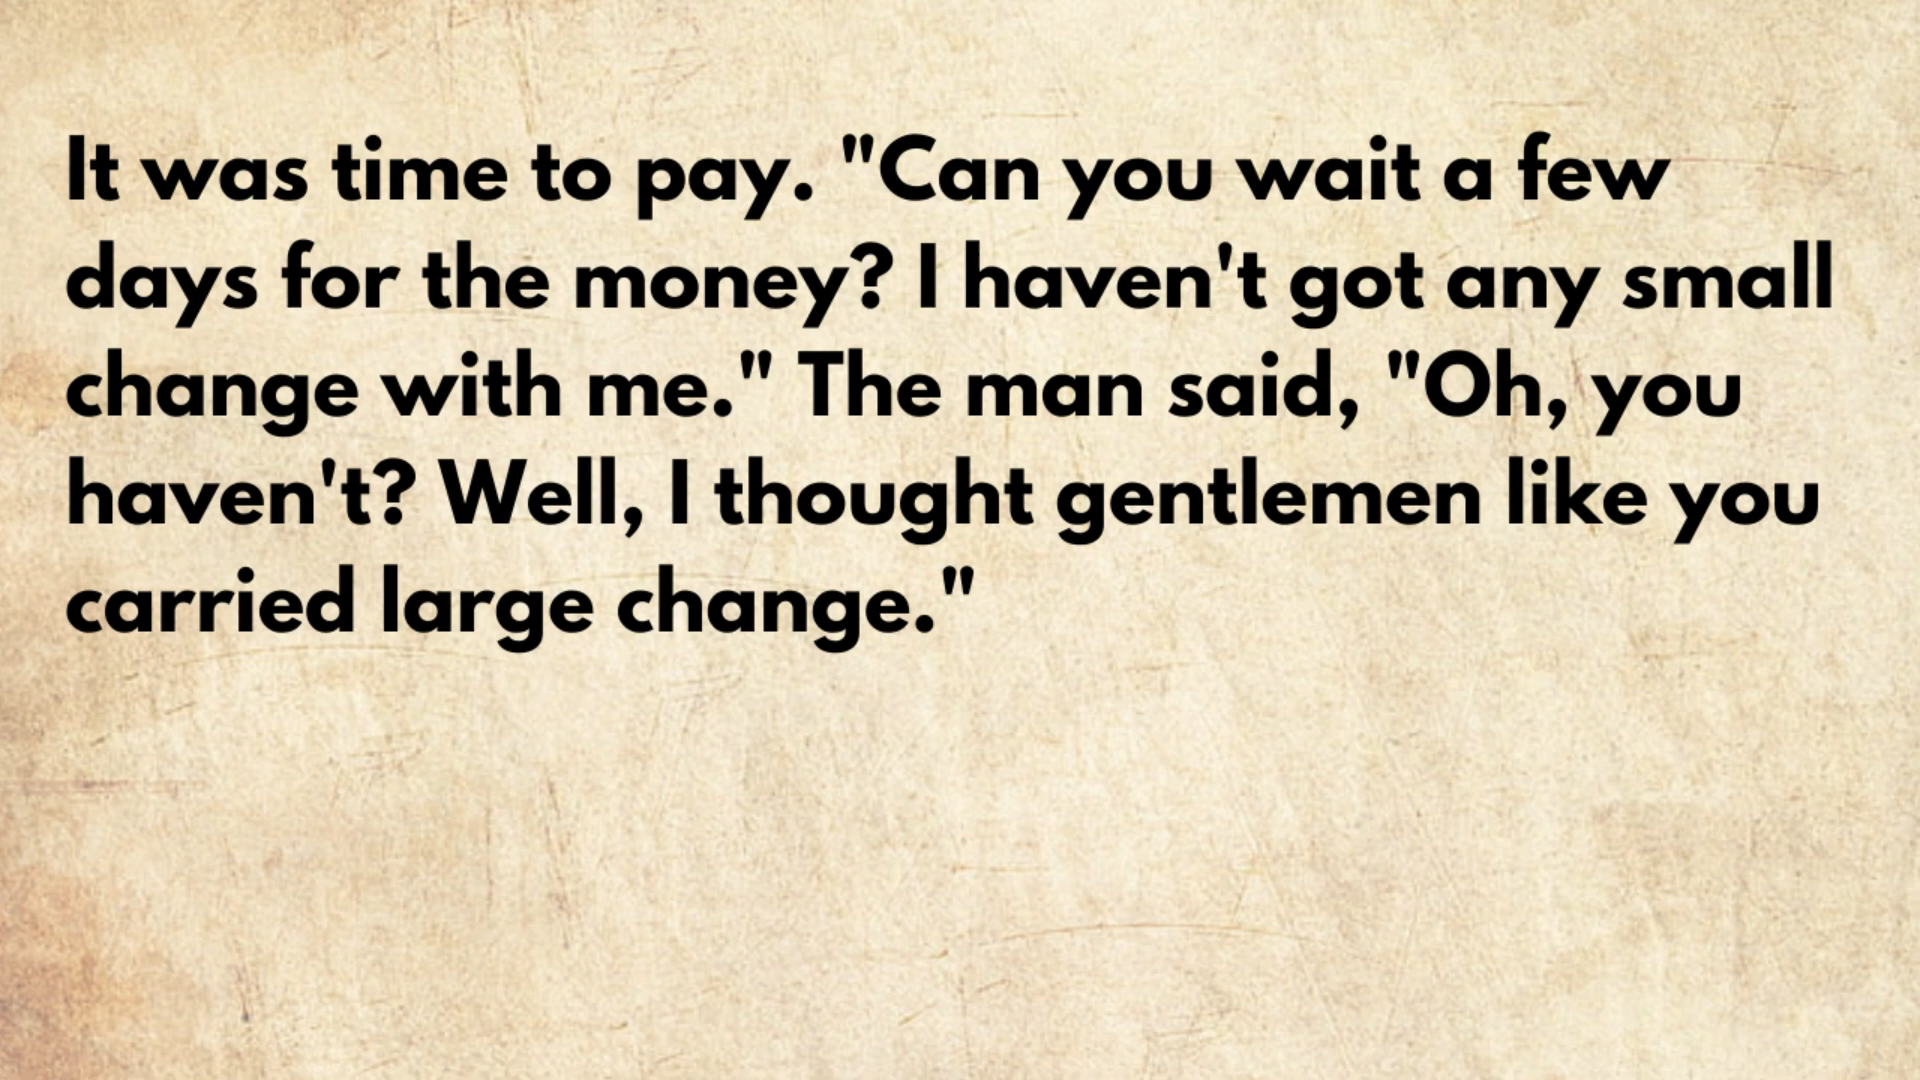 It was time to pay. "Can you wait a few
days for the money? I haven't got any small
change with me." The man said, "Oh, you
haven't? Well, I thought gentlemen like you
carried large change."